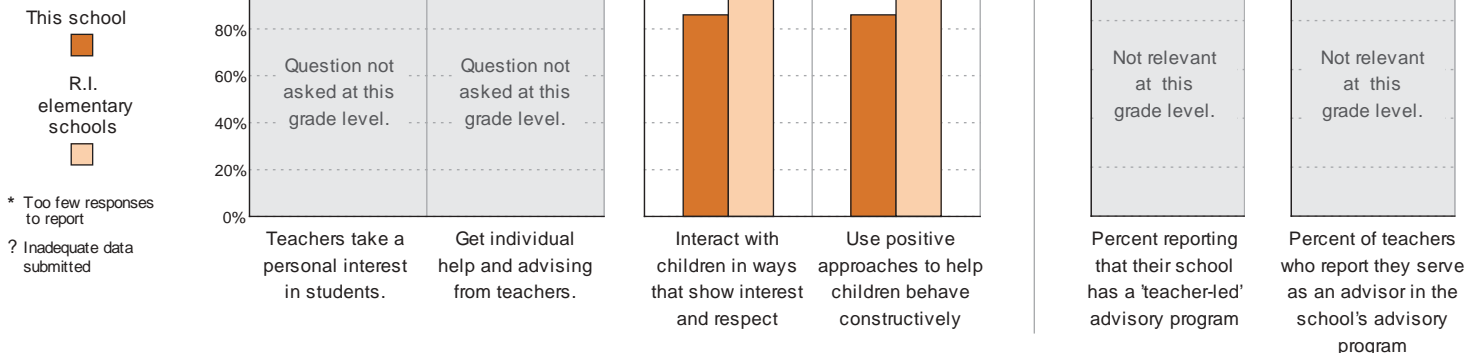 This school
R.I.
elementary
schools
* Too few responses
to report
? Inadequate data
submitted
80%
60%
40%
20%
0%
Question not
asked at this
grade level.
Question not
asked at this
grade level.
Teachers take a
personal interest
in students.
Get individual
help and advising
from teachers.
Interact with
children in ways
that show interest
and respect
Use positive
approaches to help
children behave
constructively
Not relevant
at this
grade level.
Not relevant
at this
grade level.
Percent reporting
that their school
has a 'teacher-led'
advisory program
Percent of teachers
who report they serve
as an advisor in the
school's advisory
program